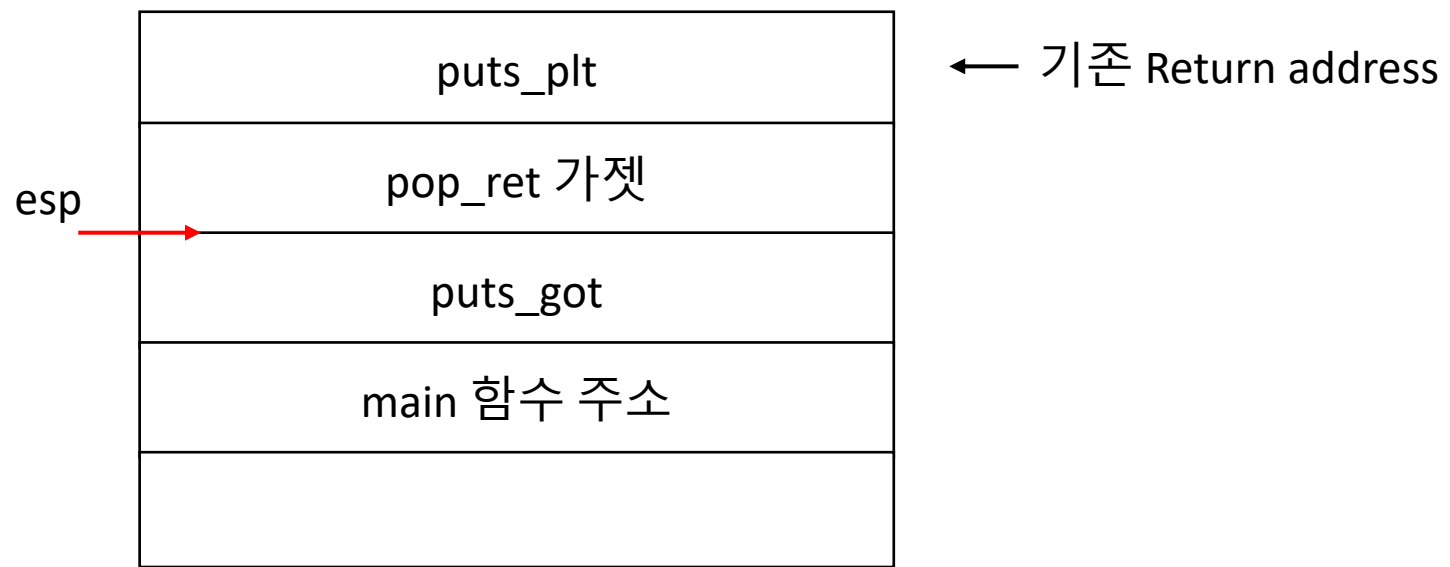 puts_plt
기존 Return address
pop_ret 가젯
esp
puts_got
main 함수 주소